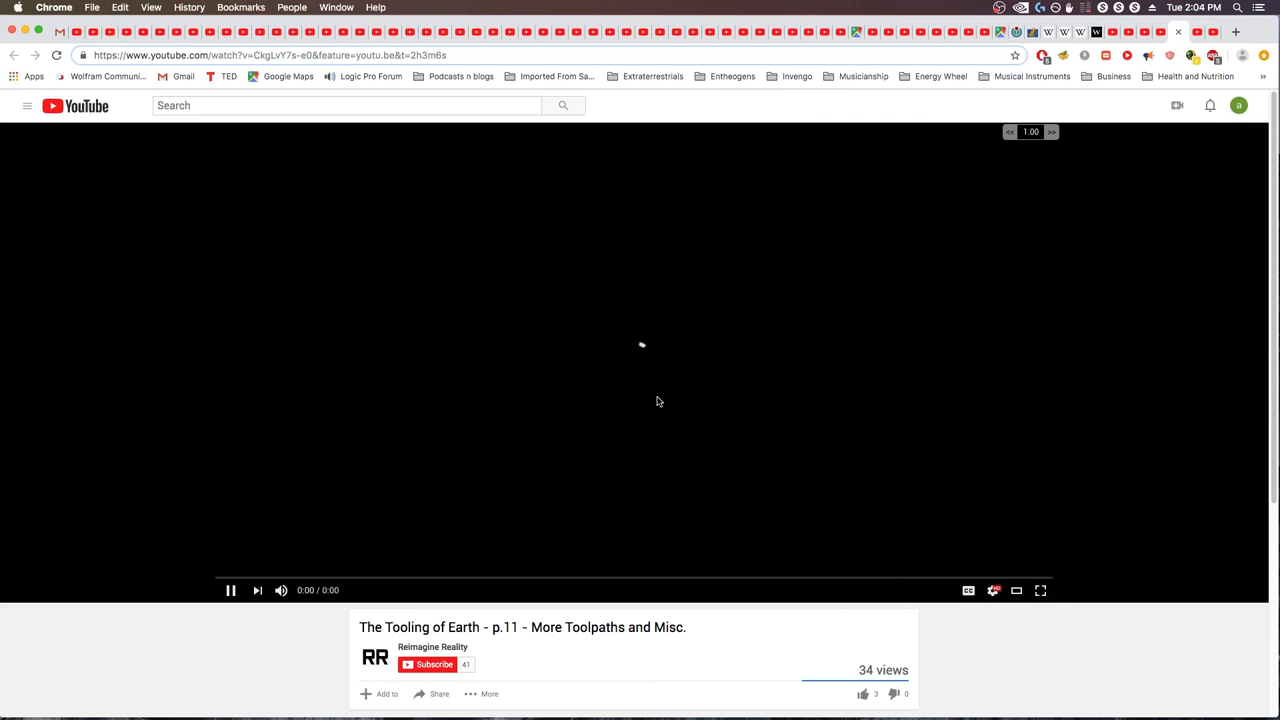 Chrome File Edit View History Bookmarks People Window Help Tue 2:04 PM
https://www.youtube.com/watch?v=CkgLvY7s-e0&feature=youtu.be&t=2h3m6s
Apps Wolfram Communi... Gmail TED Google Maps Logic Pro Forum Podcasts n blogs Imported From Sa... Extraterrestrials Entheogens Invengo Musicianship Energy Wheel Musical Instruments Business Health and Nutrition »
YouTube Search a
<< 1.00 >>
0:00 / 0:00 CC HD
The Tooling of Earth - p.11 - More Toolpaths and Misc.
RR Reimagine Reality
Subscribe 41
34 views
Add to Share More 3 0